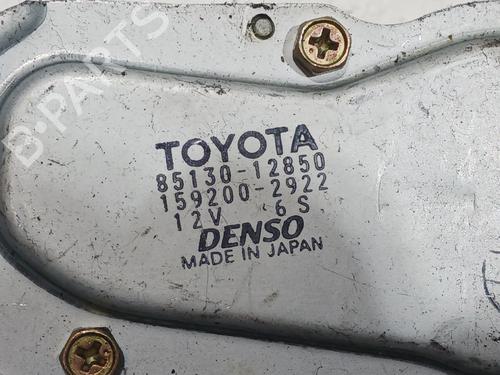 B-PARTS
TOYOTA
85130-12850
159200-2922
12V 6S
DENSO
MADE IN JAPAN